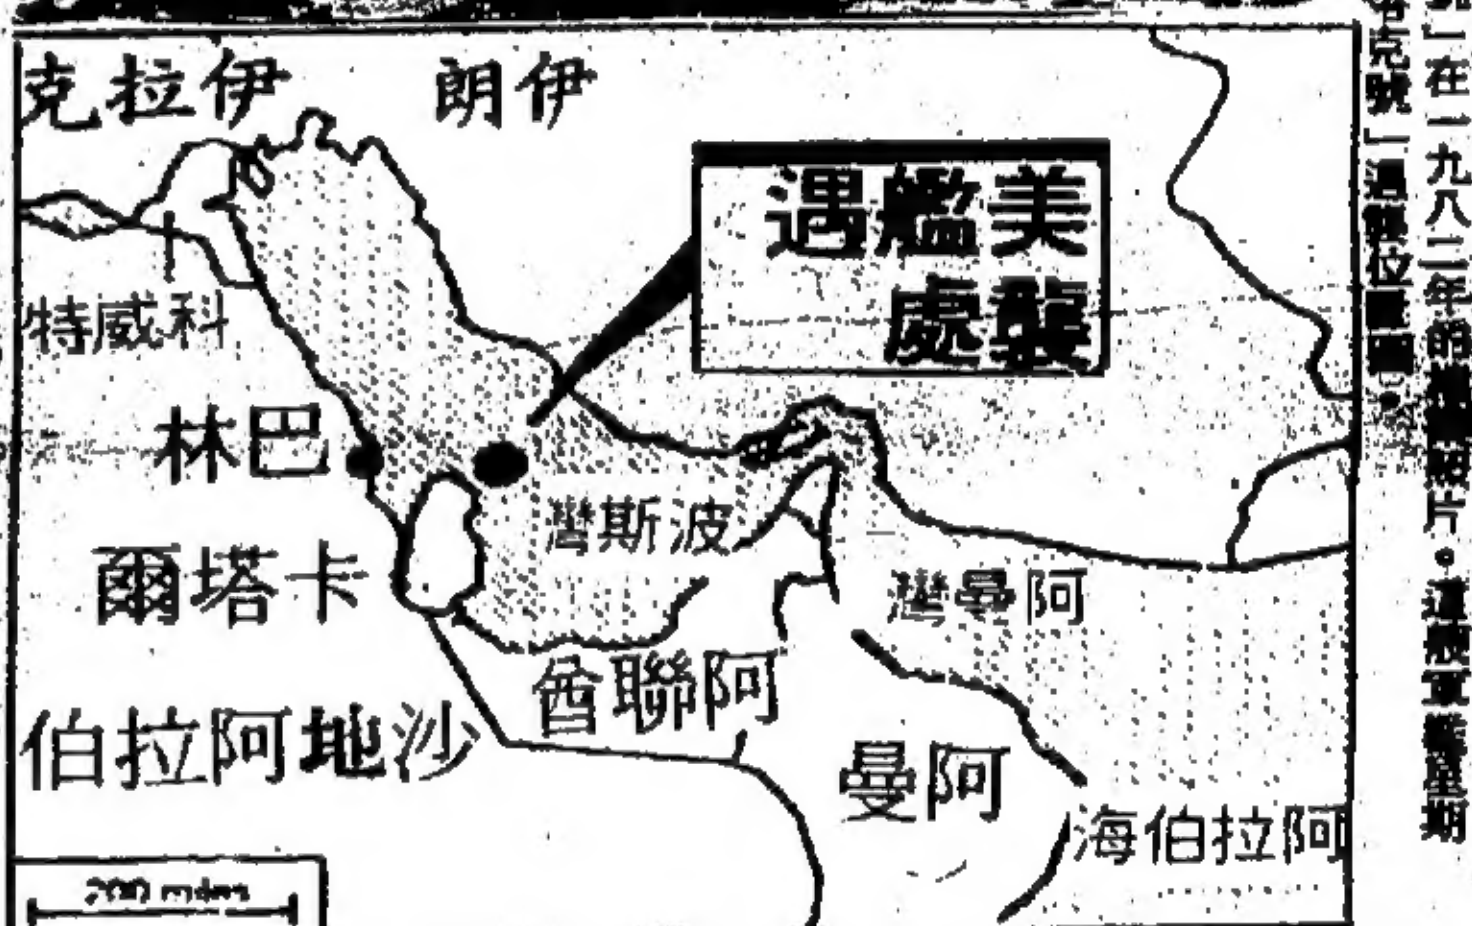 」在一九八二年的檔案照片。這艘軍艦星期
克號」遇襲位置圖。
伊朗
伊拉克
美艦遇
襲處
科威特
巴林
波斯灣
卡塔爾
阿曼灣
阿聯酋
沙地阿拉伯
阿曼
阿拉伯海
200 miles